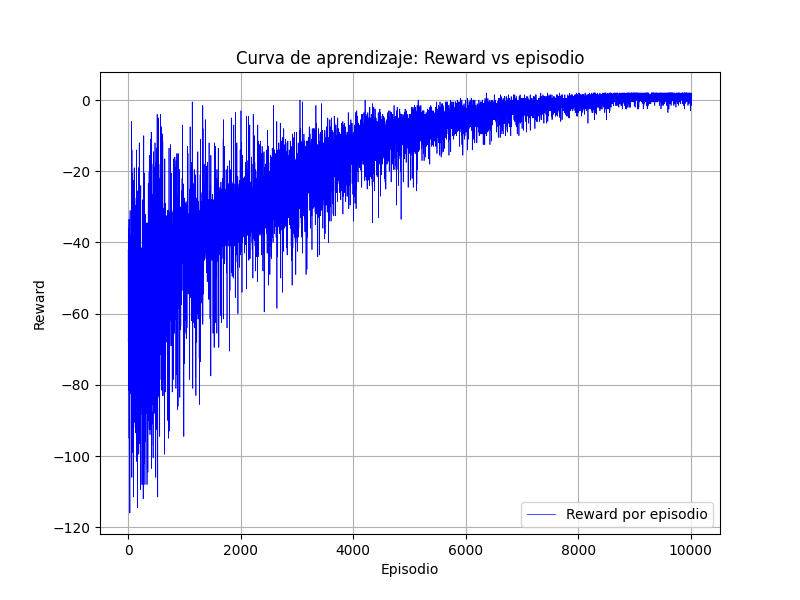 Curva de aprendizaje: Reward vs episodio
0
−20
−40
−60
−80
−100
−120
Reward
0 2000 4000 6000 8000 10000
Episodio
Reward por episodio